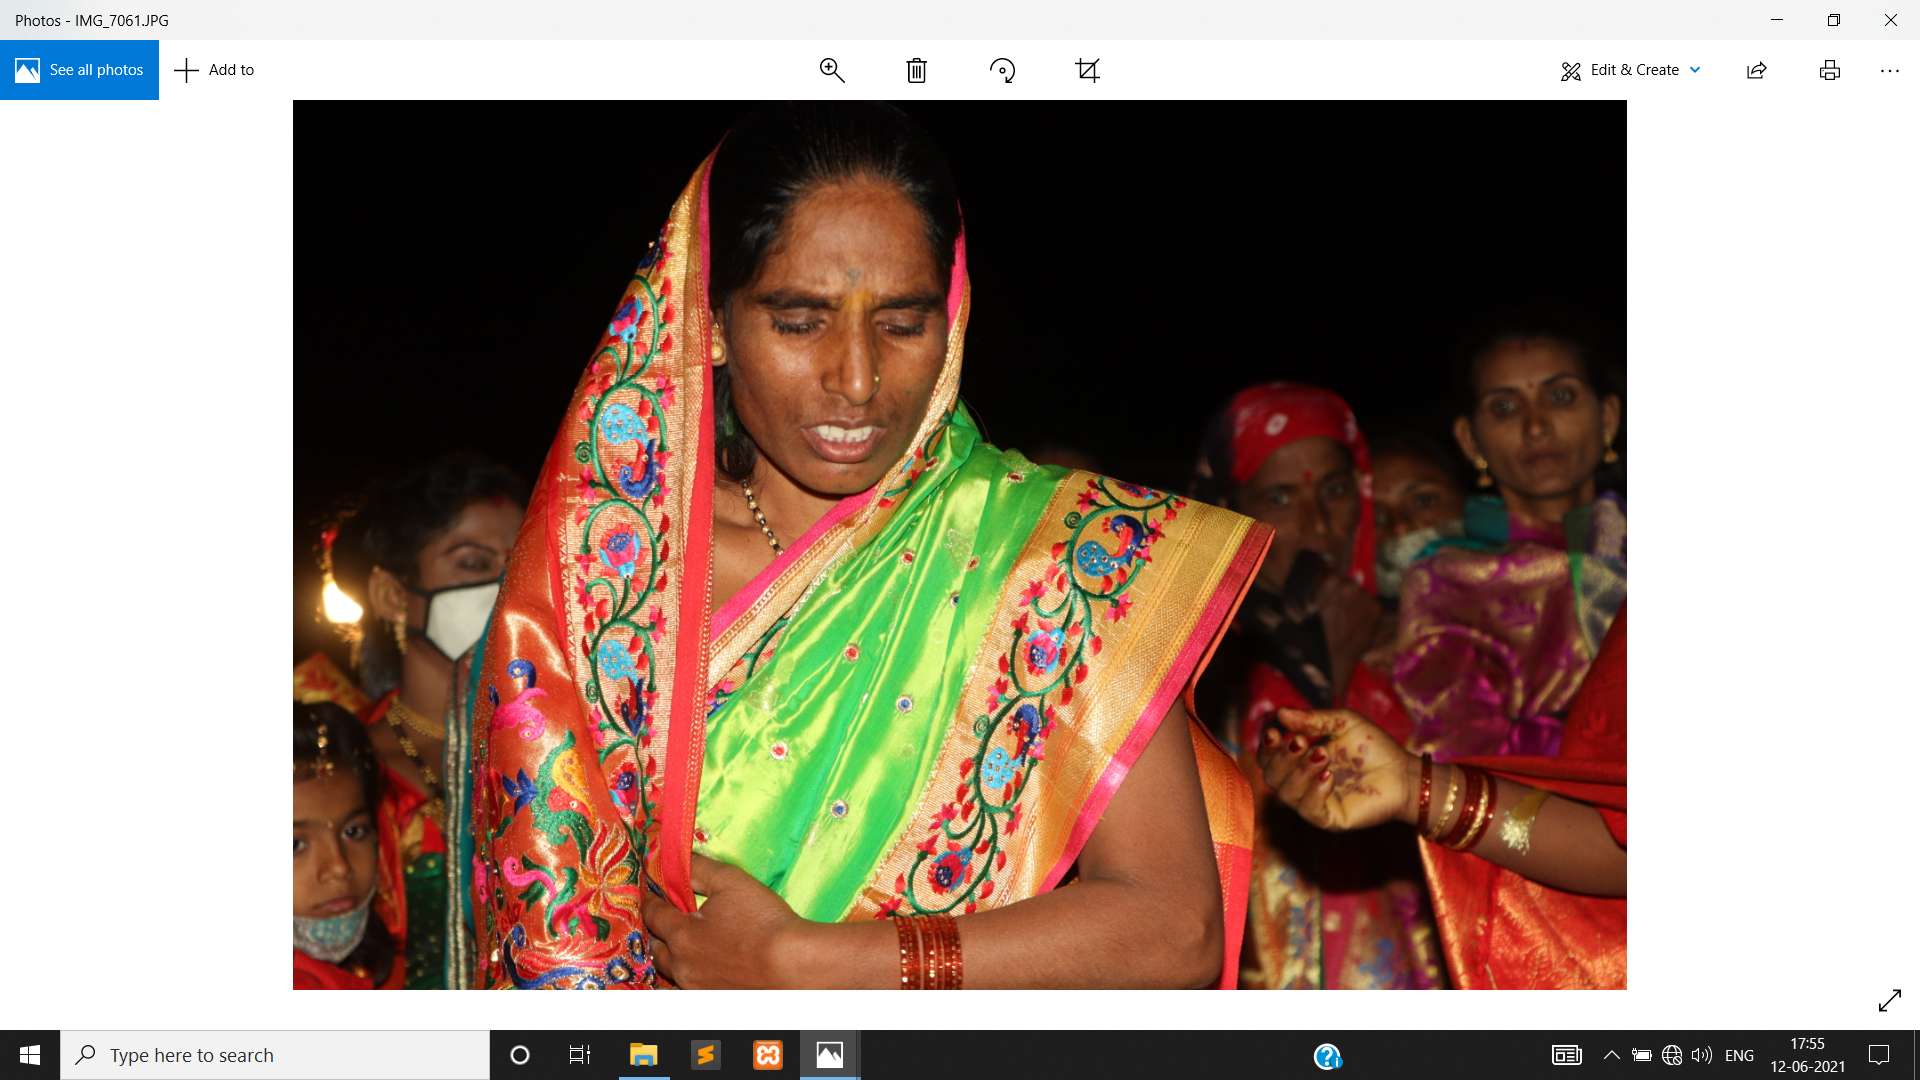 Photos - IMG_7061.JPG
See all photos
Add to
Edit & Create
Type here to search
ENG
17:55
12-06-2021